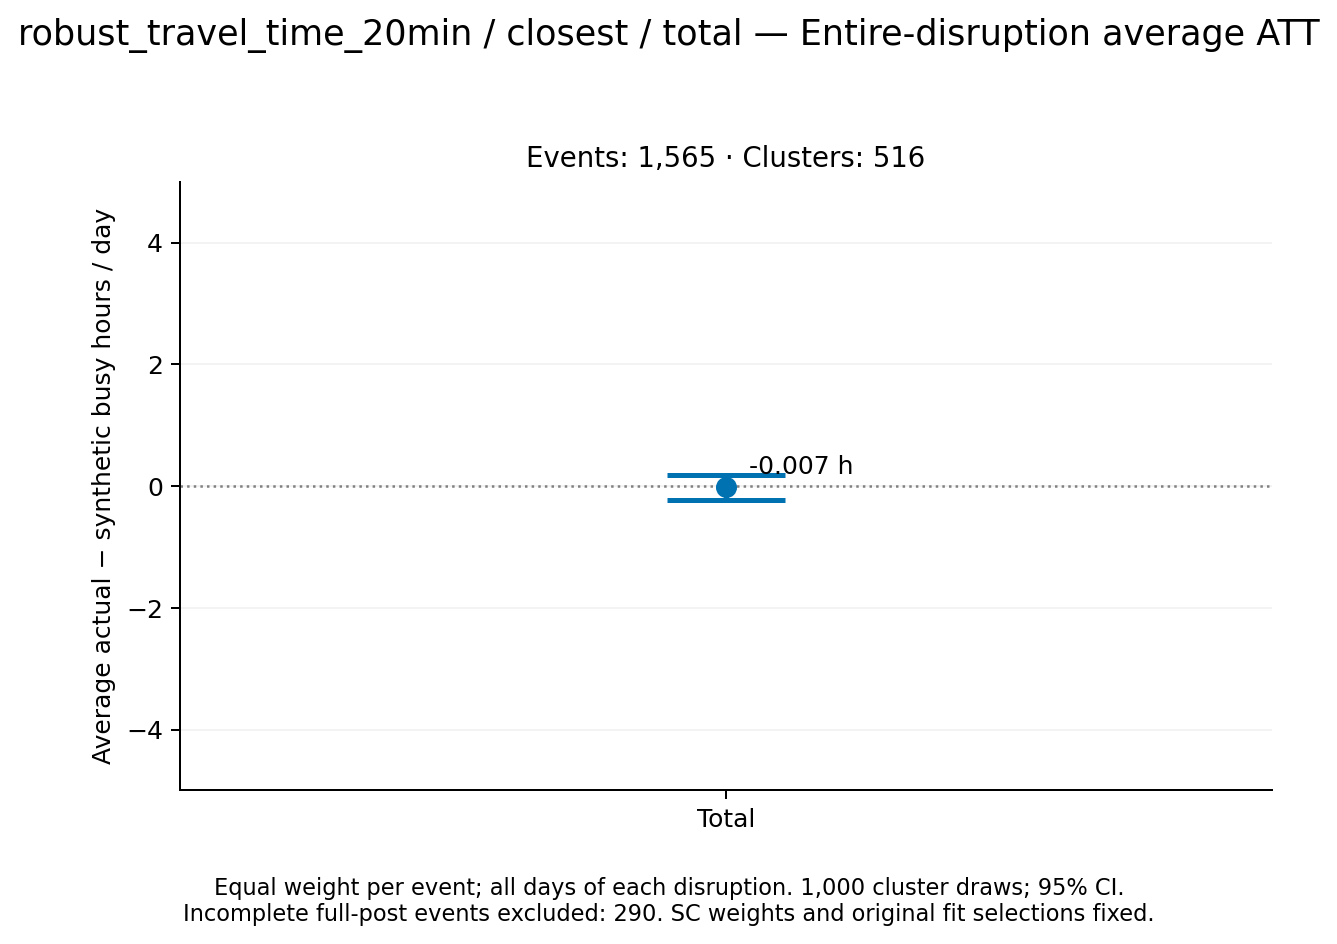 robust_travel_time_20min / closest / total — Entire-disruption average ATT
Events: 1,565 · Clusters: 516
Average actual − synthetic busy hours / day
4
2
0
−2
−4
-0.007 h
Total
Equal weight per event; all days of each disruption. 1,000 cluster draws; 95% CI.
Incomplete full-post events excluded: 290. SC weights and original fit selections fixed.